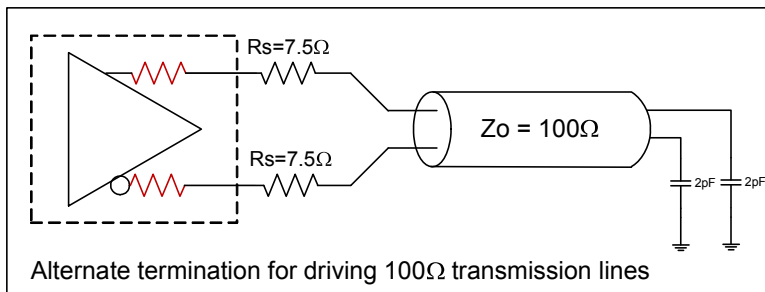 Rs=7.5Ω
Zo = 100Ω
Rs=7.5Ω
2pF
2pF
Alternate termination for driving 100Ω transmission lines